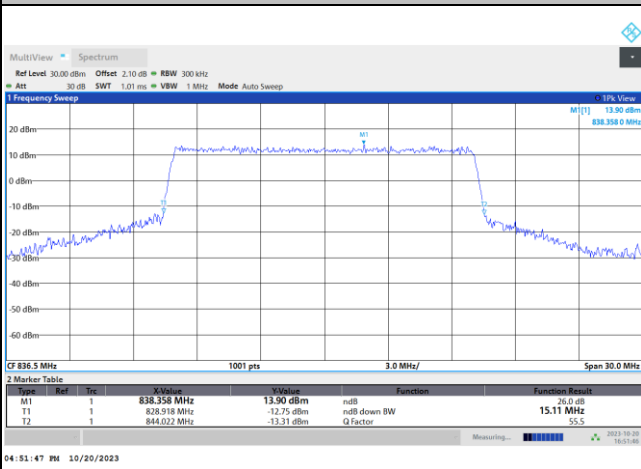 MultiView Spectrum
Ref Level 30.00 dBm Offset 2.10 dB RBW 300 kHz
Att 30 dB SWT 1.01 ms VBW 1 MHz Mode Auto Sweep
1 Frequency Sweep 1Pk View
M1[1] 13.90 dBm
838.358 0 MHz
M1
20 dBm
10 dBm
0 dBm
-10 dBm
-20 dBm
-30 dBm
-40 dBm
-50 dBm
-60 dBm
CF 836.5 MHz 1001 pts 3.0 MHz/ Span 30.0 MHz
2 Marker Table
Type Ref Trc X-Value Y-Value Function Function Result
M1 1 838.358 MHz 13.90 dBm ndB 26.0 dB
T1 1 828.918 MHz -12.75 dBm ndB down BW 15.11 MHz
T2 1 844.022 MHz -13.31 dBm Q Factor 55.5
Measuring... 2023-10-20
16:51:46
04:51:47 PM 10/20/2023